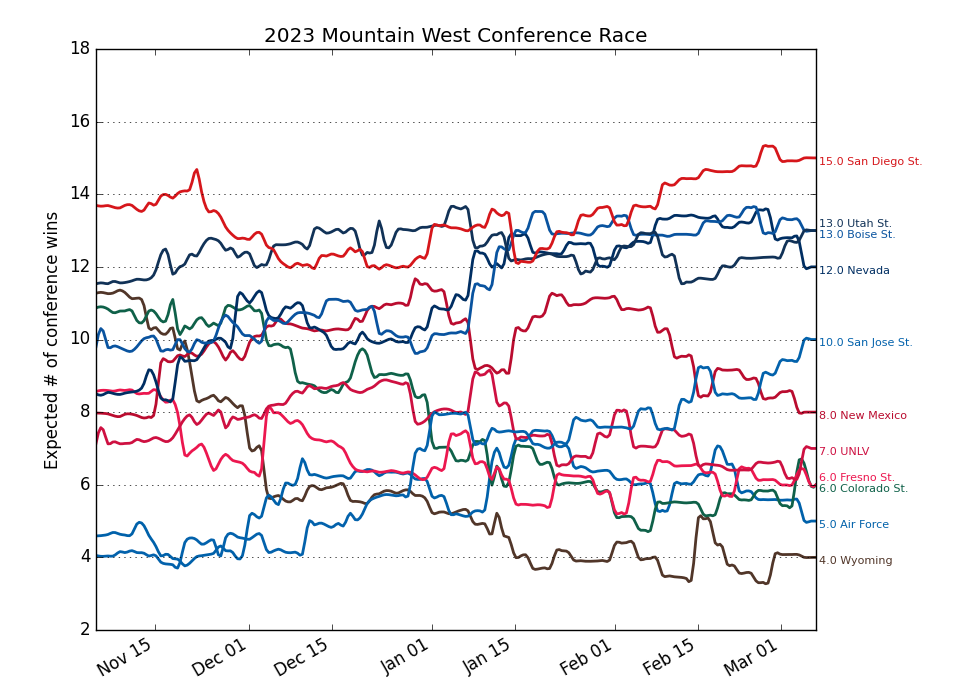 2023 Mountain West Conference Race
Expected # of conference wins
18
16
14
12
10
8
6
4
2
Nov 15
Dec 01
Dec 15
Jan 01
Jan 15
Feb 01
Feb 15
Mar 01
15.0 San Diego St.
13.0 Utah St.
13.0 Boise St.
12.0 Nevada
10.0 San Jose St.
8.0 New Mexico
7.0 UNLV
6.0 Fresno St.
6.0 Colorado St.
5.0 Air Force
4.0 Wyoming